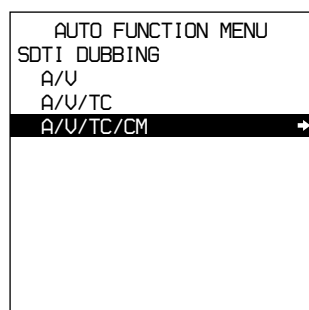 AUTO FUNCTION MENU
SDTI DUBBING
A/V
A/V/TC
A/V/TC/CM →